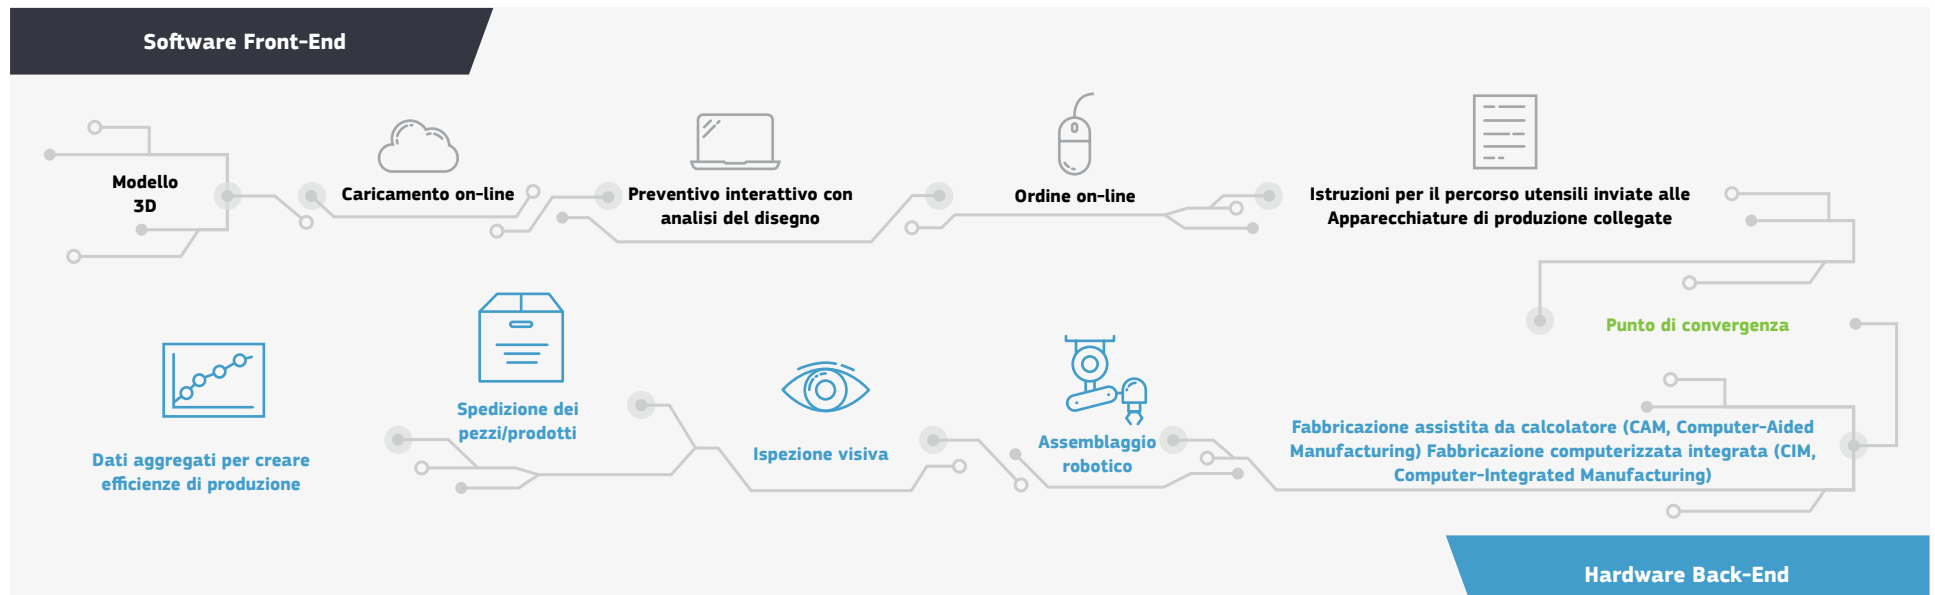 Software Front-End
Modello
3D
Caricamento on-line
Preventivo interattivo con
analisi del disegno
Ordine on-line
Istruzioni per il percorso utensili inviate alle
Apparecchiature di produzione collegate
Punto di convergenza
Fabbricazione assistita da calcolatore (CAM, Computer-Aided
Manufacturing) Fabbricazione computerizzata integrata (CIM,
Computer-Integrated Manufacturing)
Assemblaggio
robotico
Ispezione visiva
Spedizione dei
pezzi/prodotti
Dati aggregati per creare
efficienze di produzione
Hardware Back-End